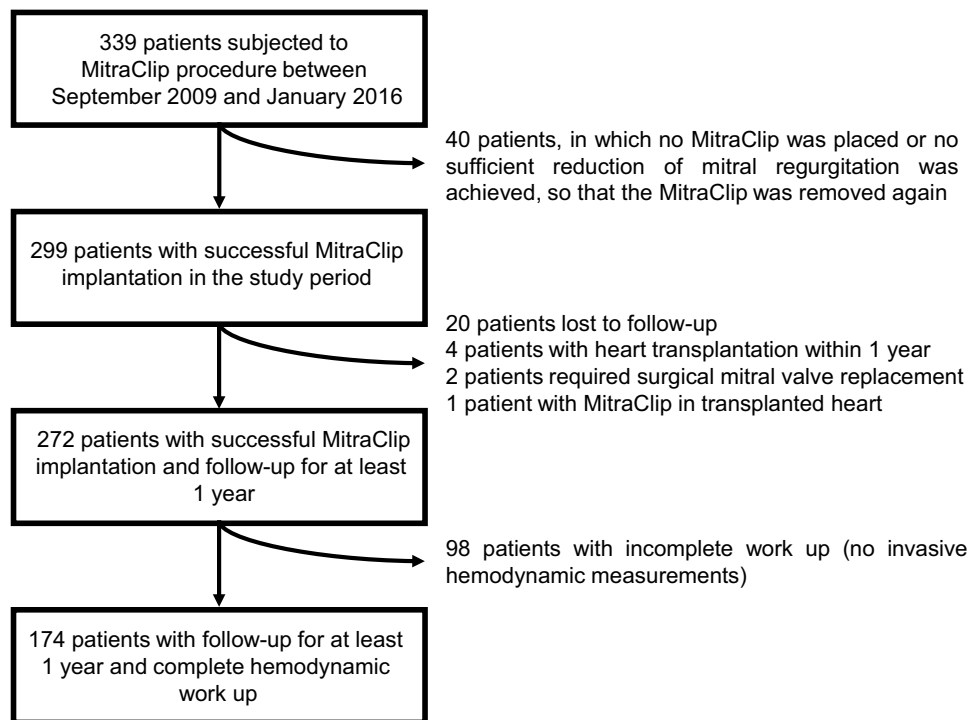 339 patients subjected to
MitraClip procedure between
September 2009 and January 2016
40 patients, in which no MitraClip was placed or no
sufficient reduction of mitral regurgitation was
achieved, so that the MitraClip was removed again
299 patients with successful MitraClip
implantation in the study period
20 patients lost to follow-up
4 patients with heart transplantation within 1 year
2 patients required surgical mitral valve replacement
1 patient with MitraClip in transplanted heart
272 patients with successful MitraClip
implantation and follow-up for at least
1 year
98 patients with incomplete work up (no invasive
hemodynamic measurements)
174 patients with follow-up for at least
1 year and complete hemodynamic
work up